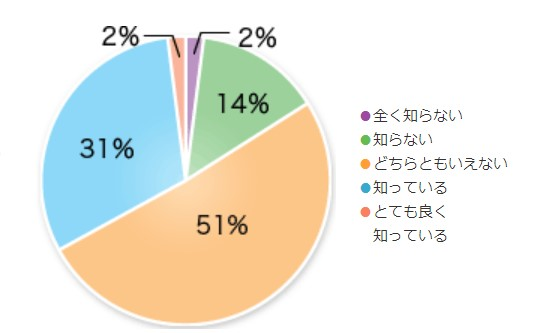 2%
2%
14%
31%
51%
全く知らない
知らない
どちらともいえない
知っている
とても良く
知っている